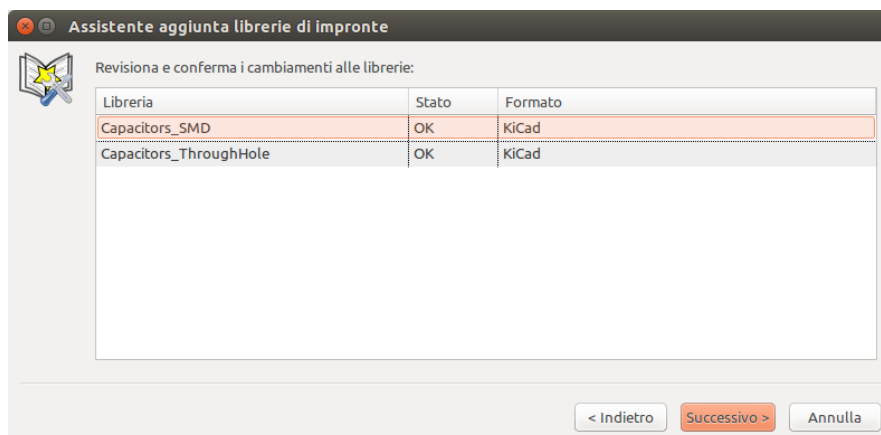 Assistente aggiunta librerie di impronte
Revisiona e conferma i cambiamenti alle librerie:
Libreria Stato Formato
Capacitors_SMD OK KiCad
Capacitors_ThroughHole OK KiCad
< Indietro Successivo > Annulla